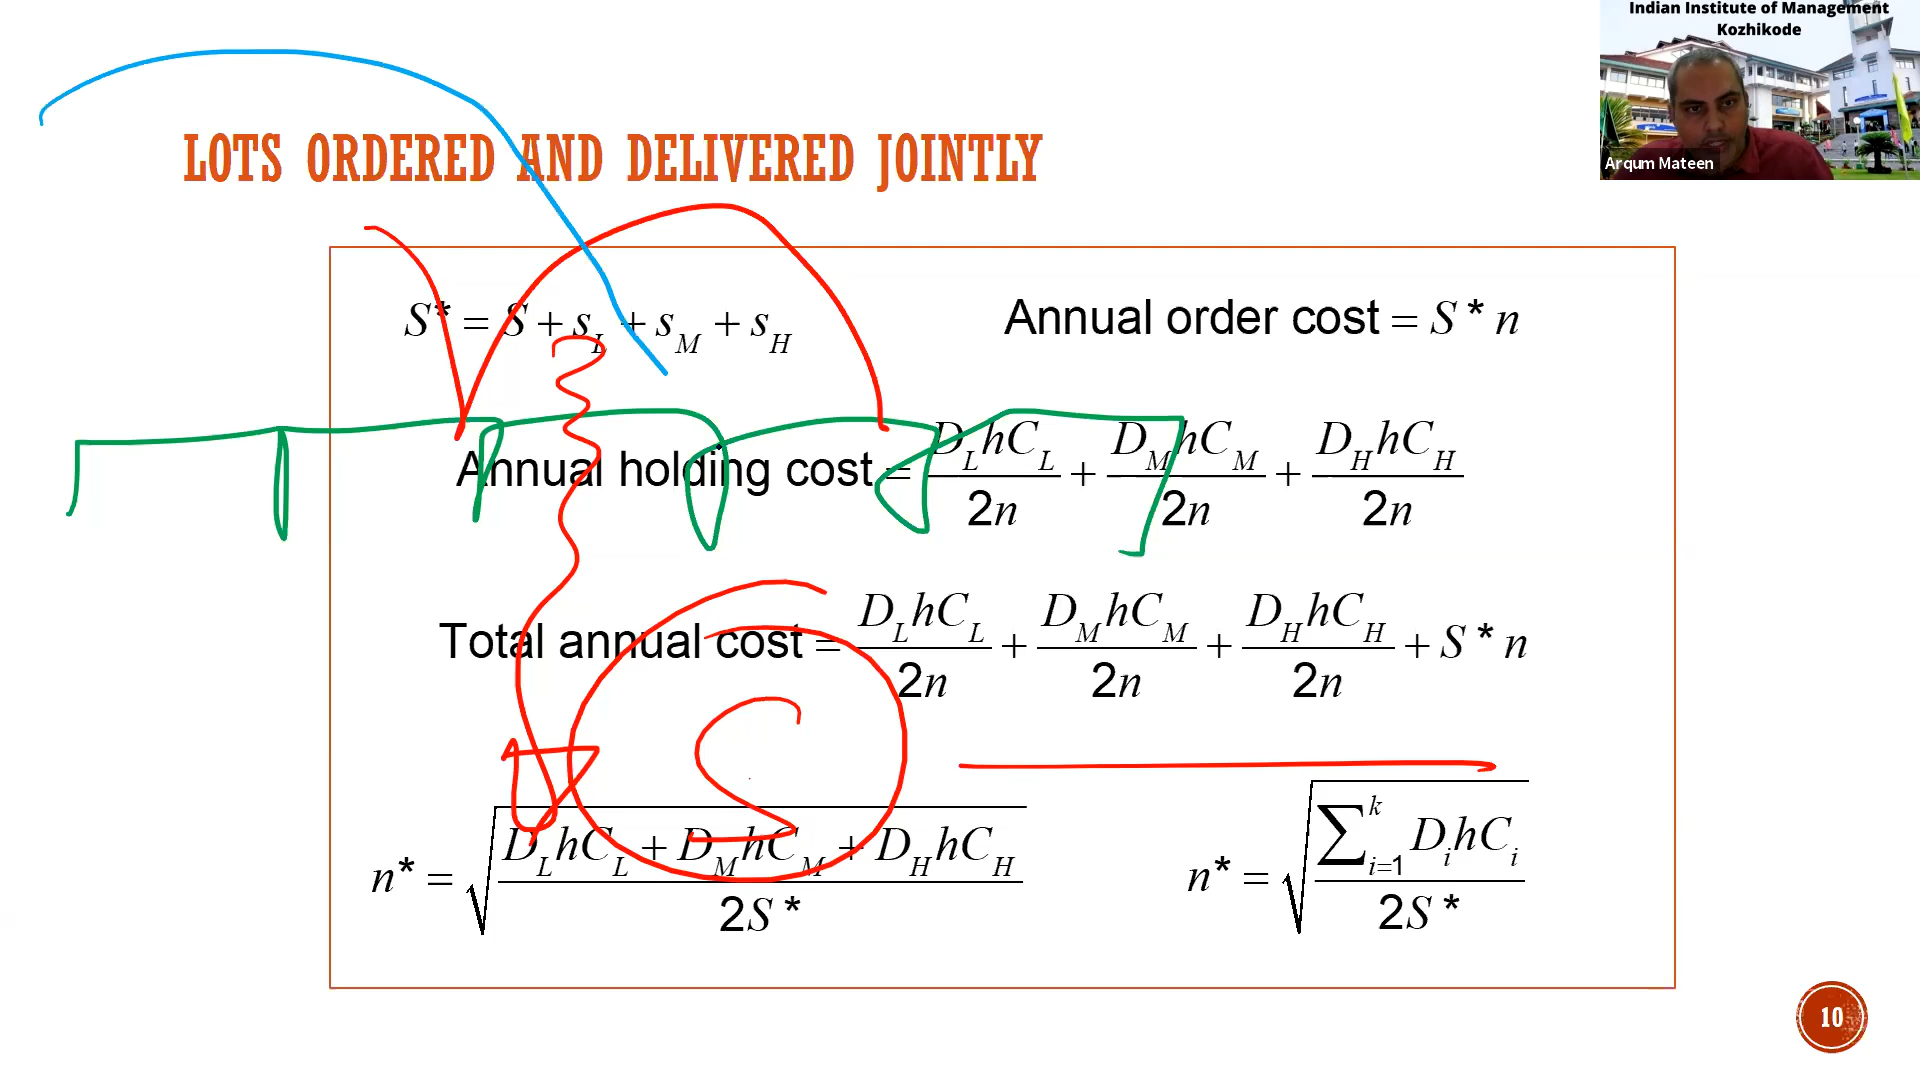 Indian Institute of Management
Kozhikode
Arqum Mateen
LOTS ORDERED AND DELIVERED JOINTLY
S* = S + s_L + s_M + s_H
Annual order cost = S * n
Annual holding cost = D_L hC_L / 2n + D_M hC_M / 2n + D_H hC_H / 2n
Total annual cost = D_L hC_L / 2n + D_M hC_M / 2n + D_H hC_H / 2n + S * n
n* = √((D_L hC_L + D_M hC_M + D_H hC_H) / 2S *)
n* = √(∑_{i=1}^{k} D_i hC_i / 2S *)
10